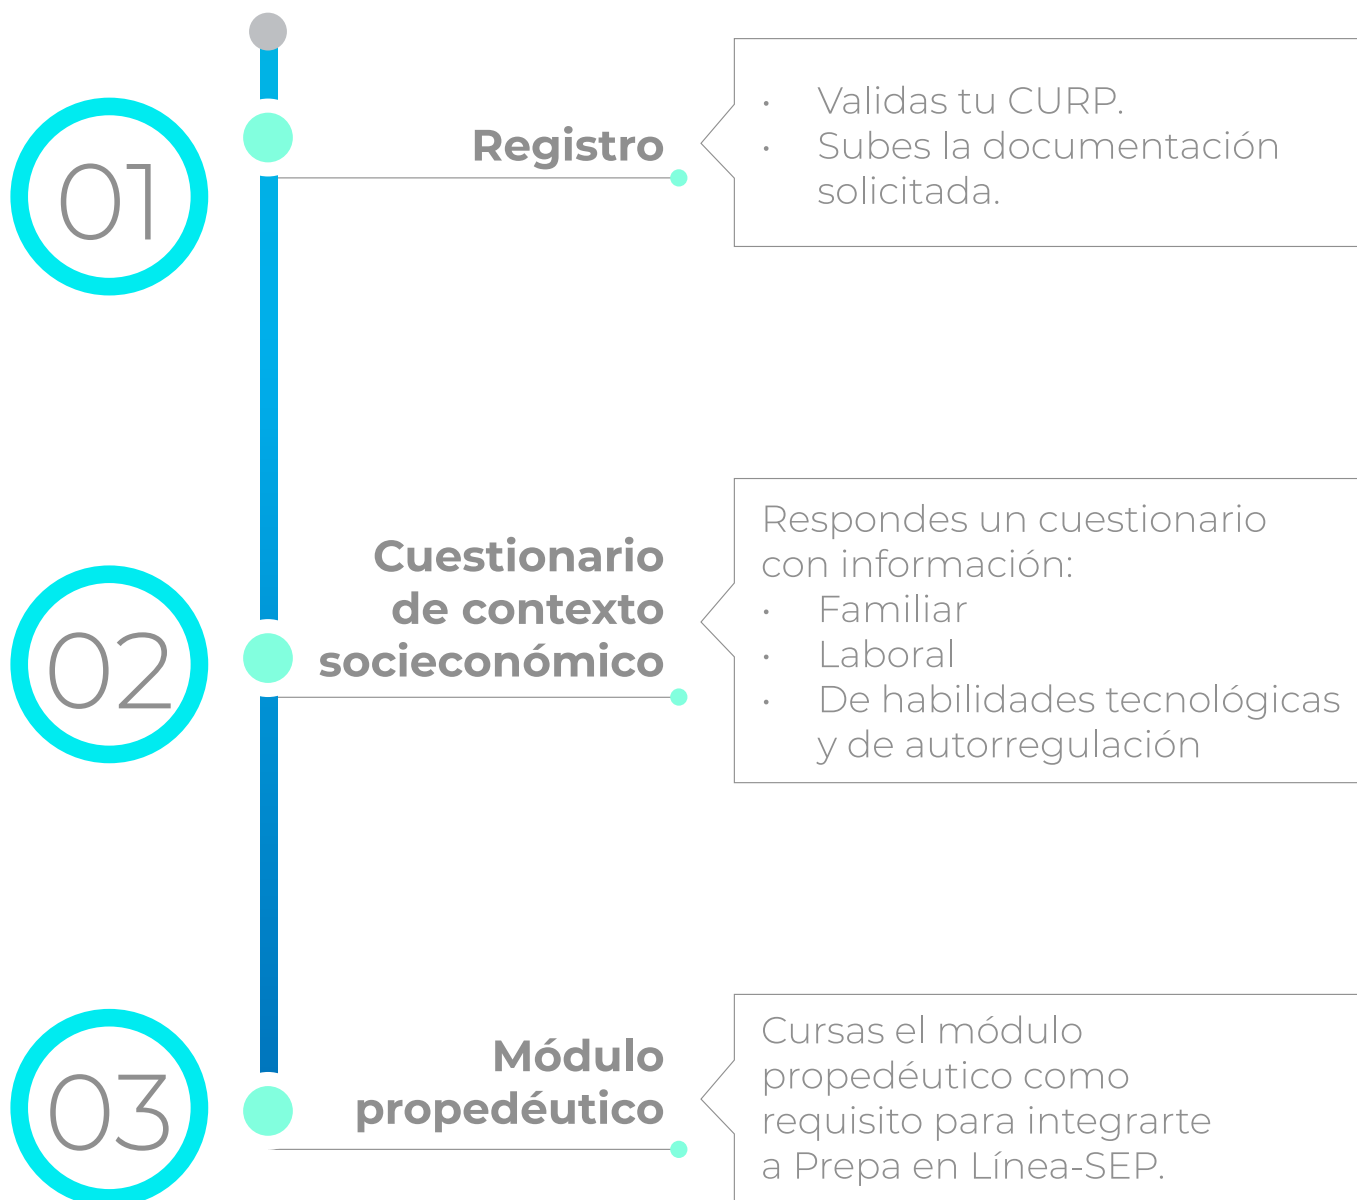 01
Registro
• Validas tu CURP.
• Subes la documentación
solicitada.
02
Cuestionario
de contexto
socieconómico
Respondes un cuestionario
con información:
• Familiar
• Laboral
• De habilidades tecnológicas
y de autorregulación
03
Módulo
propedéutico
Cursas el módulo
propedéutico como
requisito para integrarte
a Prepa en Línea-SEP.